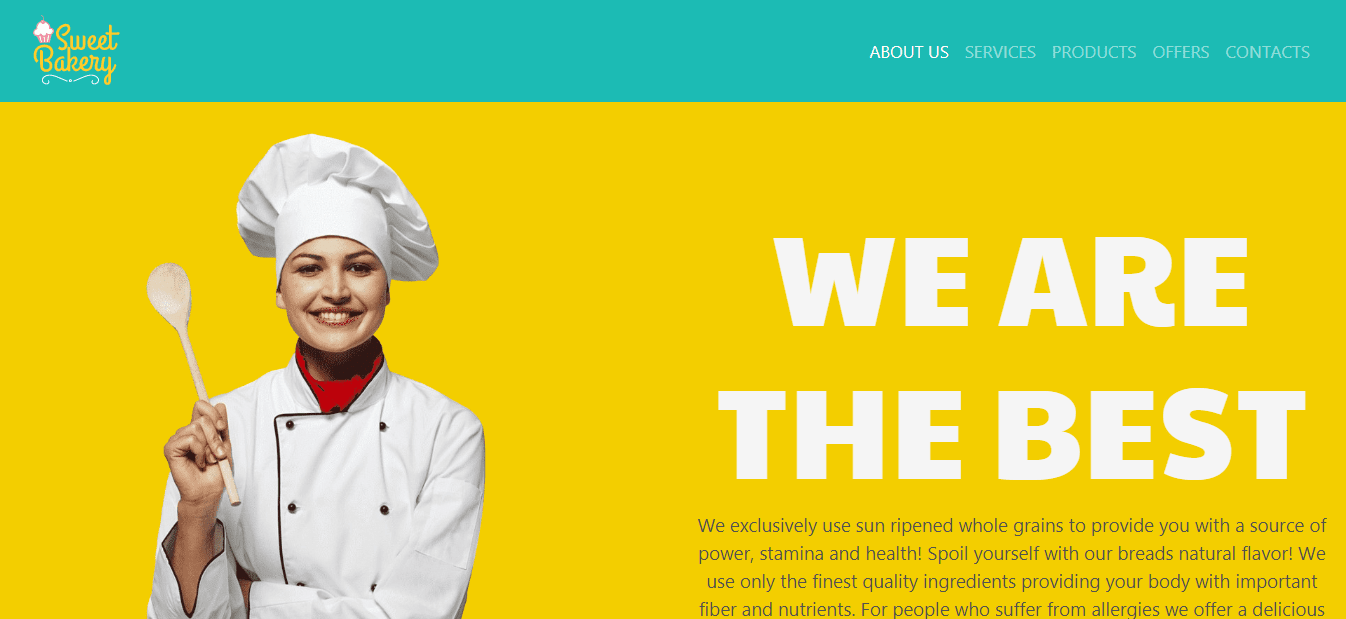 Sweet
Bakery
ABOUT US SERVICES PRODUCTS OFFERS CONTACTS
WE ARE
THE BEST
We exclusively use sun ripened whole grains to provide you with a source of
power, stamina and health! Spoil yourself with our breads natural flavor! We
use only the finest quality ingredients providing your body with important
fiber and nutrients. For people who suffer from allergies we offer a delicious